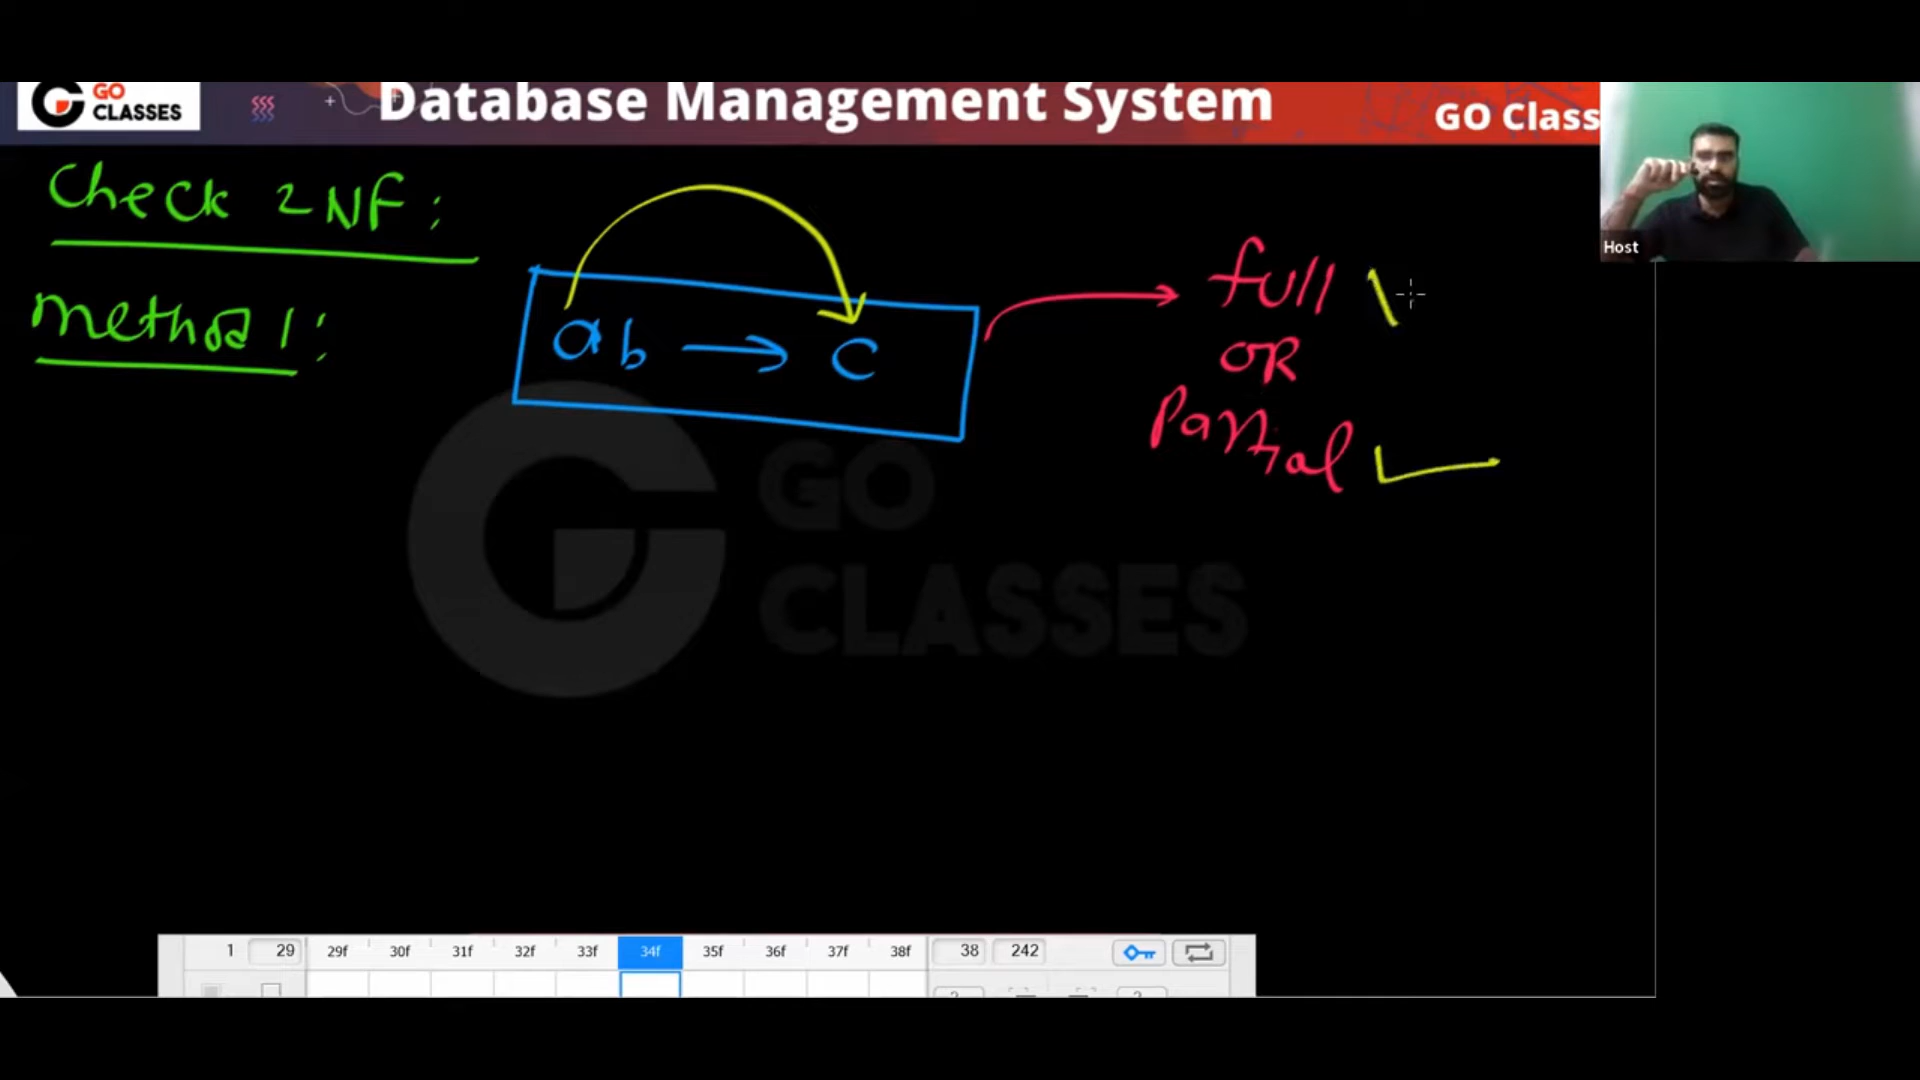 GO
CLASSES
Database Management System
GO Class
Host
Check 2NF:
Method 1:
ab → c
full
OR
Partial
GO
CLASSES
1 29 29f 30f 31f 32f 33f 34f 35f 36f 37f 38f 38 242